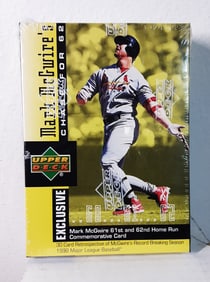 Mark McGwire's
CHASE FOR 62
UPPER
DECK
EXCLUSIVE
Mark McGwire 61st and 62nd Home Run
Commemorative Card
30 Card Retrospective of McGwire's Record Breaking Season
1998 Major League Baseball